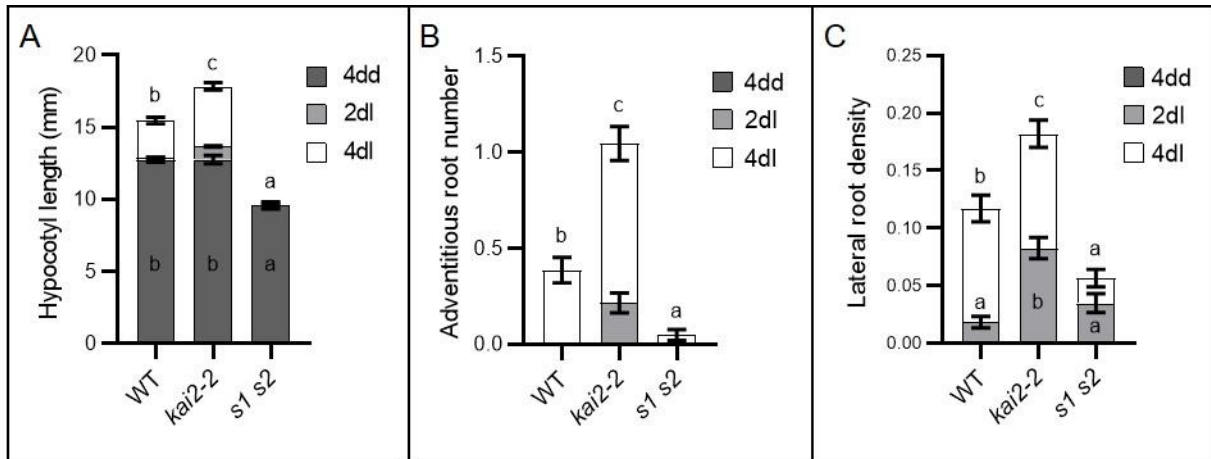 A
Hypocotyl length (mm)
20
15
10
5
0
b
c
a
b
b
a
WT
kai2-2
s1 s2
4dd
2dl
4dl
B
Adventitious root number
1.5
1.0
0.5
0.0
b
c
a
WT
kai2-2
s1 s2
4dd
2dl
4dl
C
Lateral root density
0.25
0.20
0.15
0.10
0.05
0.00
b
c
a
a
b
a
WT
kai2-2
s1 s2
4dd
2dl
4dl